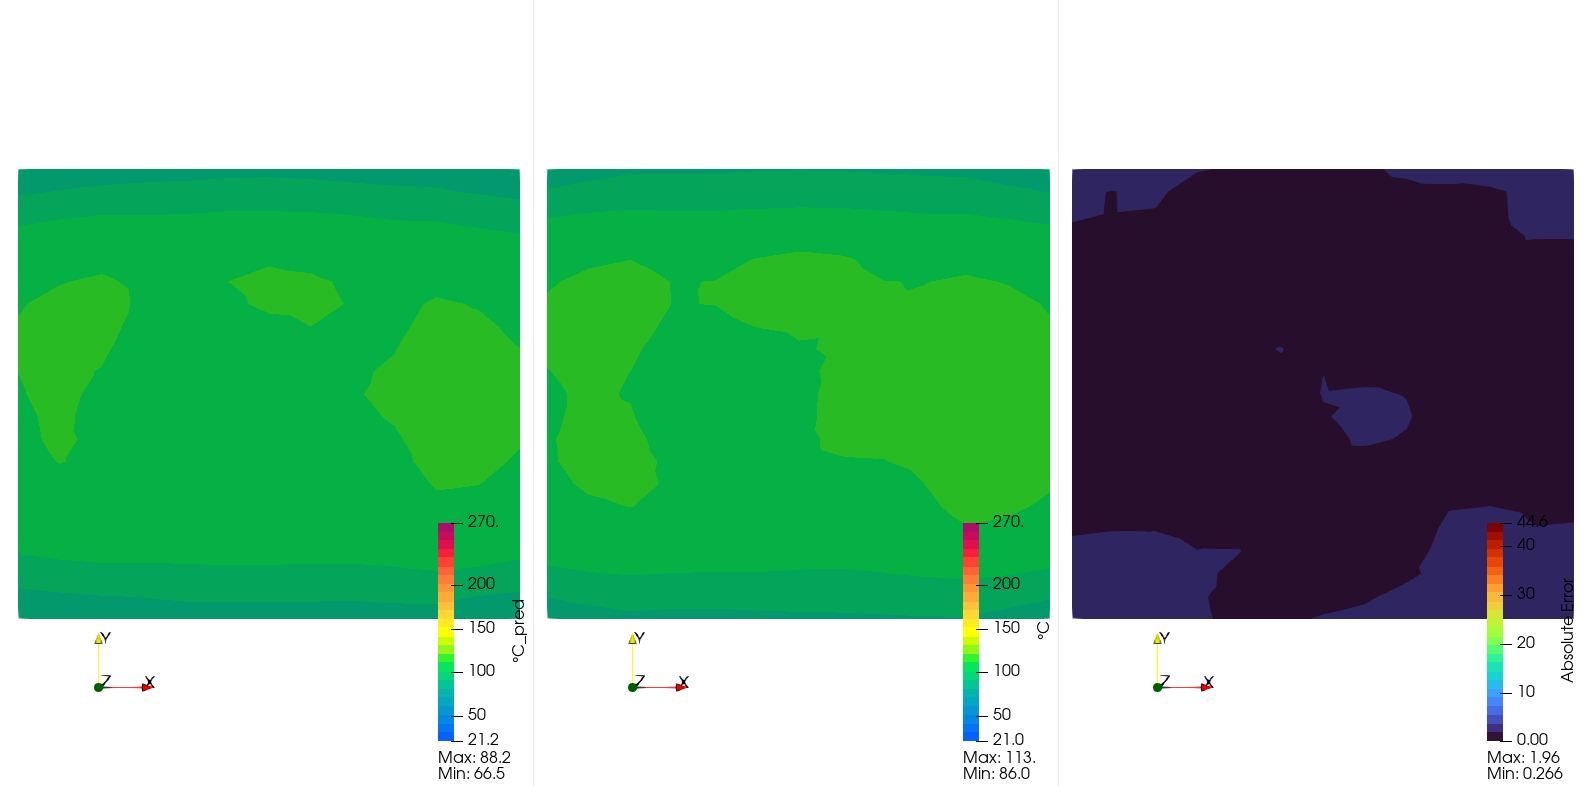 270.
200
150
100
50
21.2
°C_pred
Max: 88.2
Min: 66.5
Y
Z
X
270.
200
150
100
50
21.0
°C
Max: 113.
Min: 86.0
Y
Z
X
44.6
40
30
20
10
0.00
Absolute Error
Max: 1.96
Min: 0.266
Y
Z
X